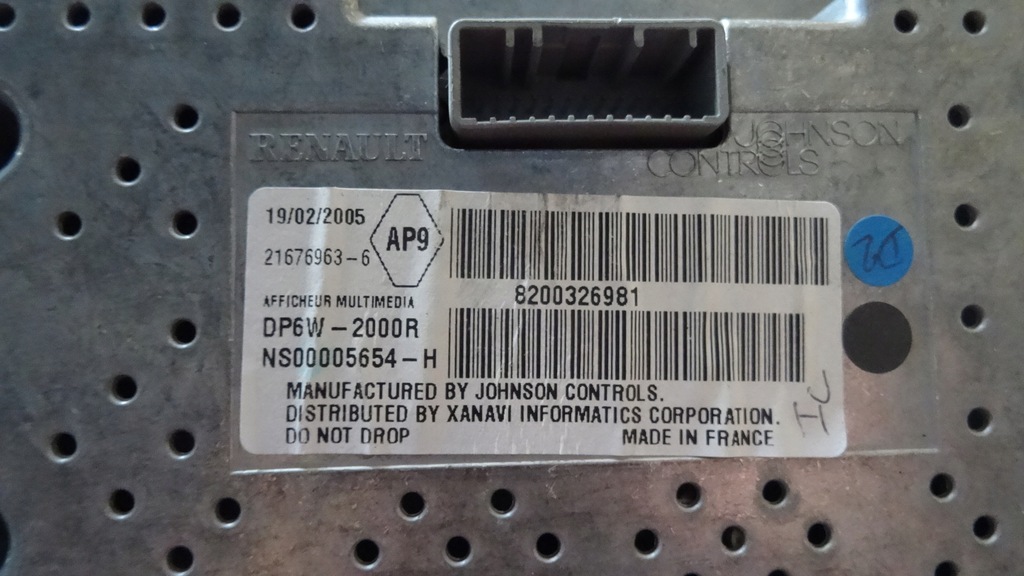 RENAULT
JOHNSON
CONTROLS
19/02/2005
AP9
21676963-6
8200326981
AFFICHEUR MULTIMEDIA
DP6W-2000R
NS00005654-H
MANUFACTURED BY JOHNSON CONTROLS.
DISTRIBUTED BY XANAVI INFORMATICS CORPORATION.
DO NOT DROP MADE IN FRANCE